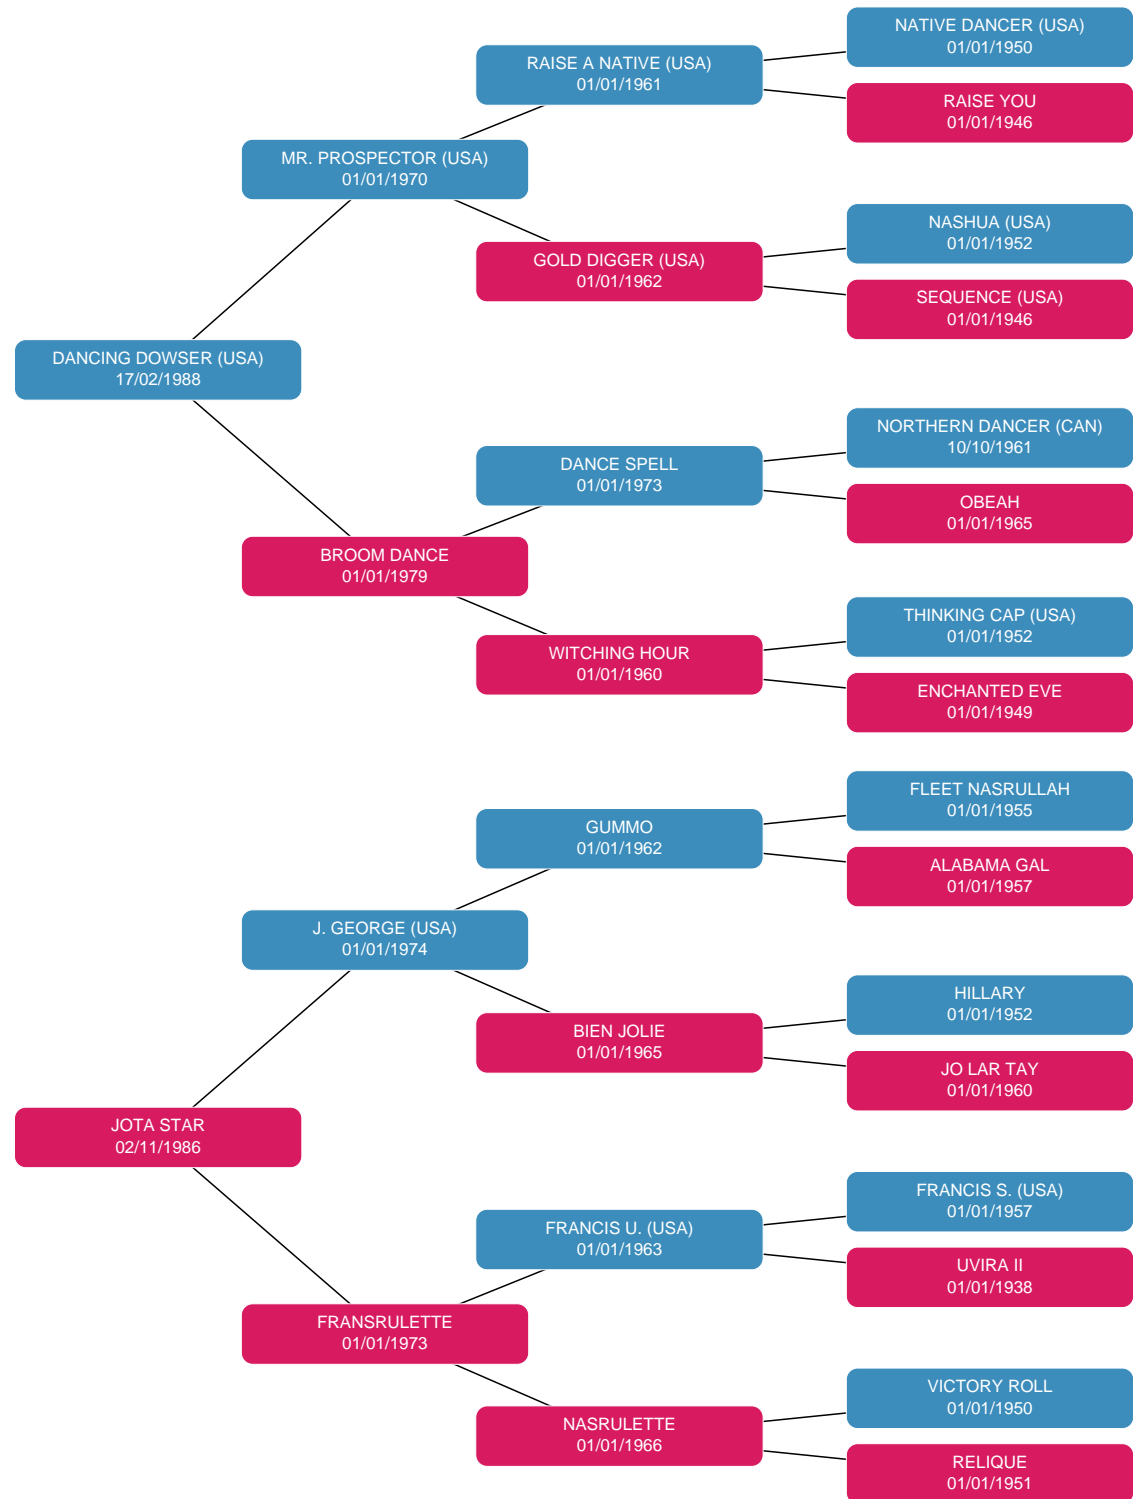 NATIVE DANCER (USA)
01/01/1950
RAISE A NATIVE (USA)
01/01/1961
RAISE YOU
01/01/1946
MR. PROSPECTOR (USA)
01/01/1970
NASHUA (USA)
01/01/1952
GOLD DIGGER (USA)
01/01/1962
SEQUENCE (USA)
01/01/1946
DANCING DOWSER (USA)
17/02/1988
NORTHERN DANCER (CAN)
10/10/1961
DANCE SPELL
01/01/1973
OBEAH
01/01/1965
BROOM DANCE
01/01/1979
THINKING CAP (USA)
01/01/1952
WITCHING HOUR
01/01/1960
ENCHANTED EVE
01/01/1949
FLEET NASRULLAH
01/01/1955
GUMMO
01/01/1962
ALABAMA GAL
01/01/1957
J. GEORGE (USA)
01/01/1974
HILLARY
01/01/1952
BIEN JOLIE
01/01/1965
JO LAR TAY
01/01/1960
JOTA STAR
02/11/1986
FRANCIS S. (USA)
01/01/1957
FRANCIS U. (USA)
01/01/1963
UVIRA II
01/01/1938
FRANSRULETTE
01/01/1973
VICTORY ROLL
01/01/1950
NASRULETTE
01/01/1966
RELIQUE
01/01/1951